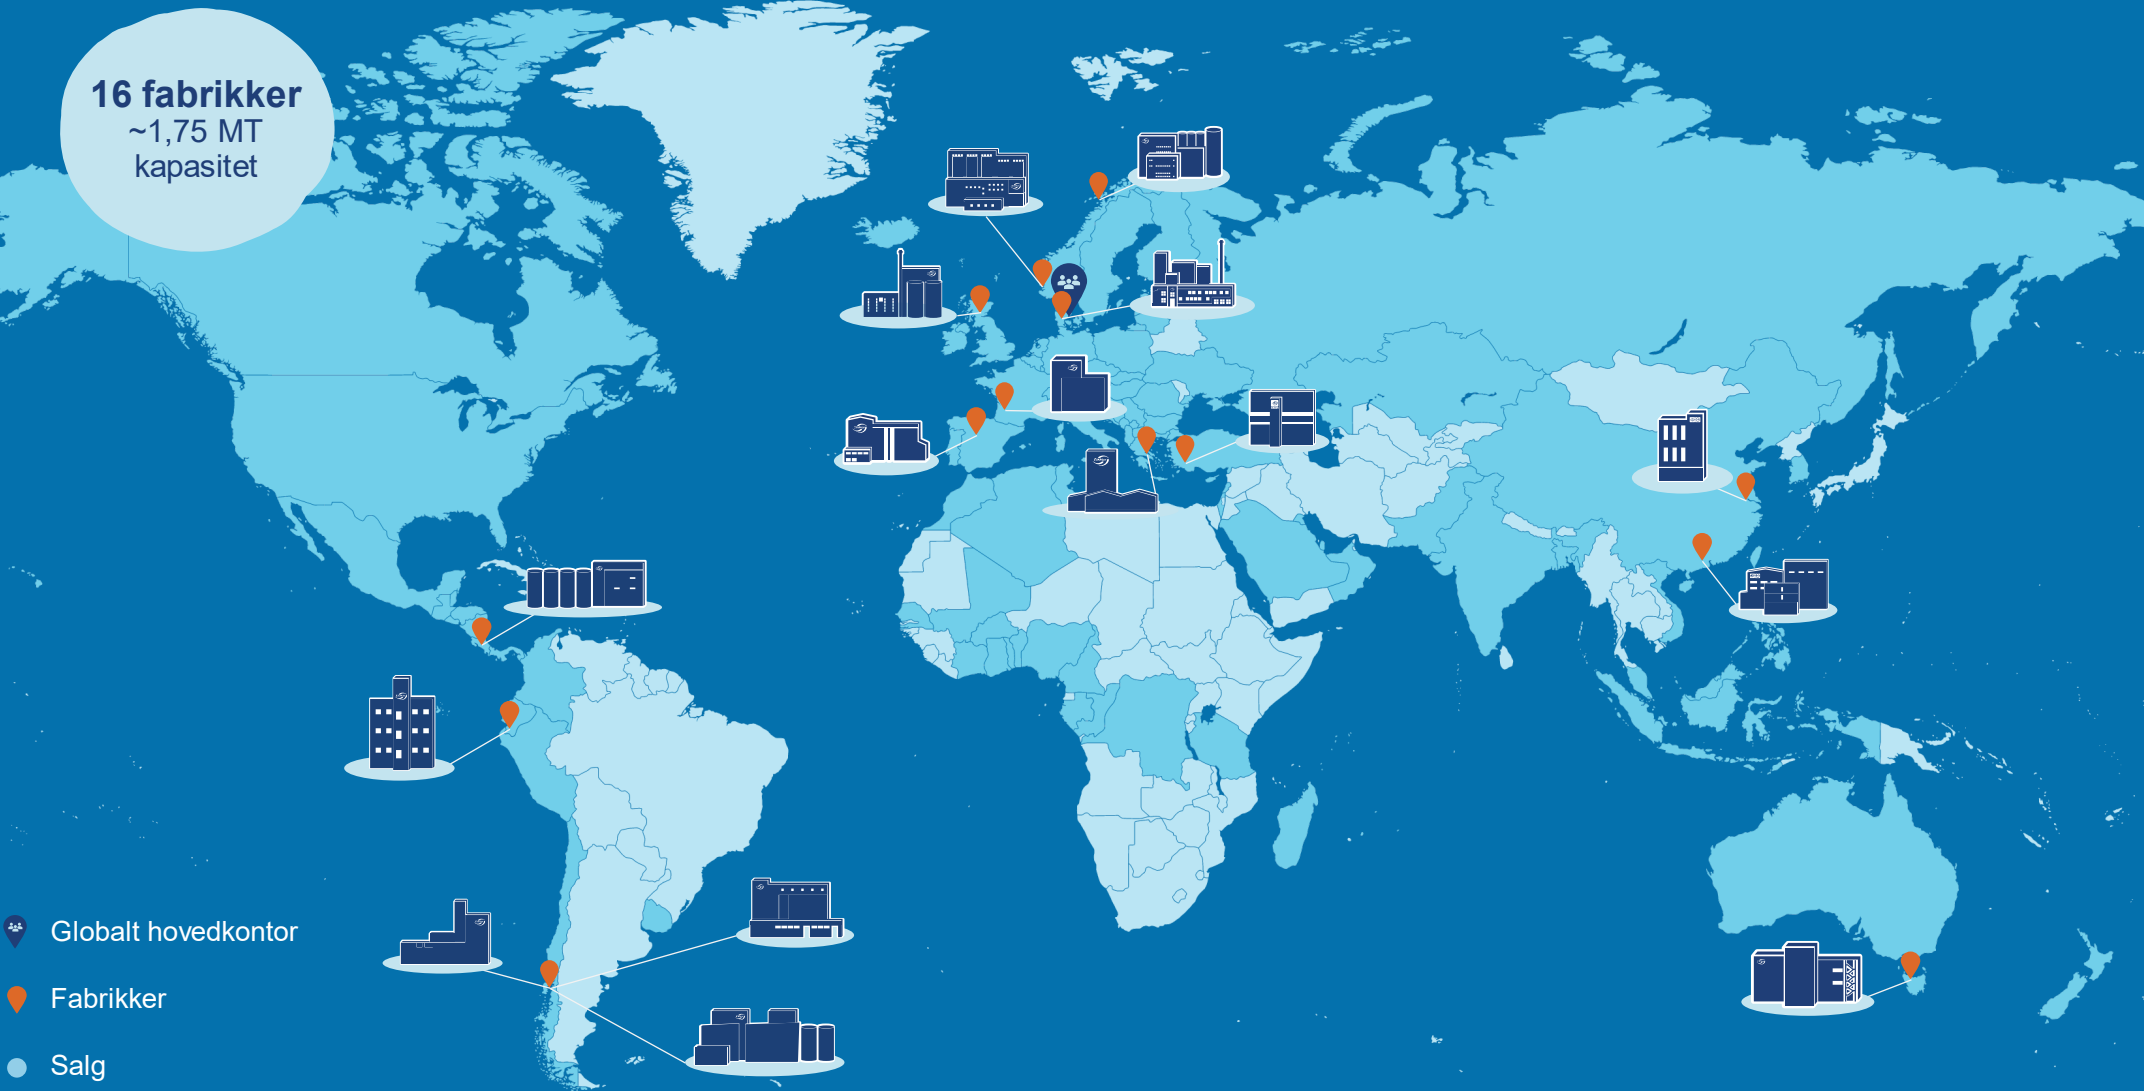 16 fabrikker
~1,75 MT
kapasitet
Globalt hovedkontor
Fabrikker
Salg